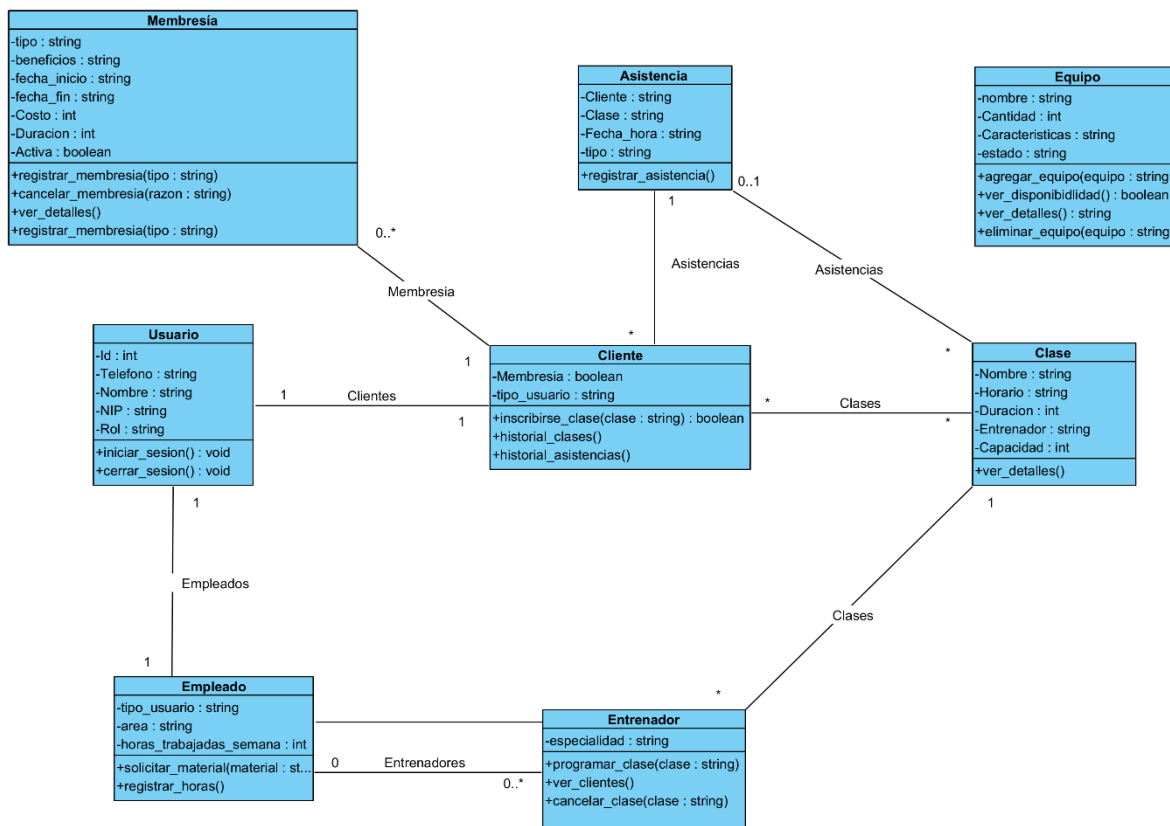 Membresía
-tipo : string
-beneficios : string
-fecha_inicio : string
-fecha_fin : string
-Costo : int
-Duracion : int
-Activa : boolean
+registrar_membresia(tipo : string)
+cancelar_membresia(razon : string)
+ver_detalles()
+registrar_membresia(tipo : string)
0..*
Membresia
1
Asistencia
-Cliente : string
-Clase : string
-Fecha_hora : string
-tipo : string
+registrar_asistencia()
1
0..1
Asistencias
*
Asistencias
*
Equipo
-nombre : string
-Cantidad : int
-Caracteristicas : string
-estado : string
+agregar_equipo(equipo : string
+ver_disponibidlidad() : boolean
+ver_detalles() : string
+eliminar_equipo(equipo : string
Usuario
-Id : int
-Telefono : string
-Nombre : string
-NIP : string
-Rol : string
+iniciar_sesion() : void
+cerrar_sesion() : void
1
Clientes
1
Cliente
-Membresia : boolean
-tipo_usuario : string
+inscribirse_clase(clase : string) : boolean
+historial_clases()
+historial_asistencias()
*
Clases
*
Clase
-Nombre : string
-Horario : string
-Duracion : int
-Entrenador : string
-Capacidad : int
+ver_detalles()
1
Clases
*
1
Empleados
1
Empleado
-tipo_usuario : string
-area : string
-horas_trabajadas_semana : int
+solicitar_material(material : st...
+registrar_horas()
0
Entrenadores
0..*
Entrenador
-especialidad : string
+programar_clase(clase : string)
+ver_clientes()
+cancelar_clase(clase : string)